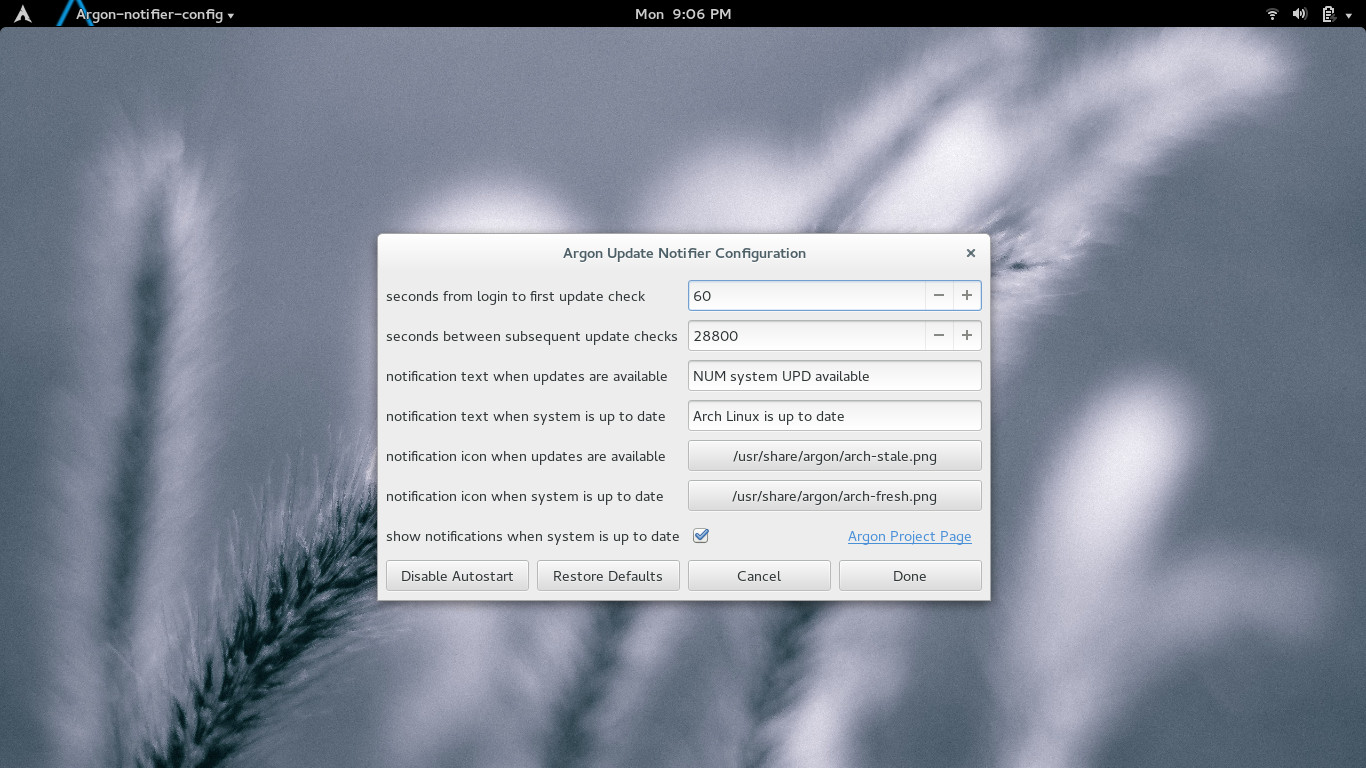 Argon-notifier-config
Mon 9:06 PM
Argon Update Notifier Configuration
seconds from login to first update check 60
seconds between subsequent update checks 28800
notification text when updates are available NUM system UPD available
notification text when system is up to date Arch Linux is up to date
notification icon when updates are available /usr/share/argon/arch-stale.png
notification icon when system is up to date /usr/share/argon/arch-fresh.png
show notifications when system is up to date Argon Project Page
Disable Autostart Restore Defaults Cancel Done